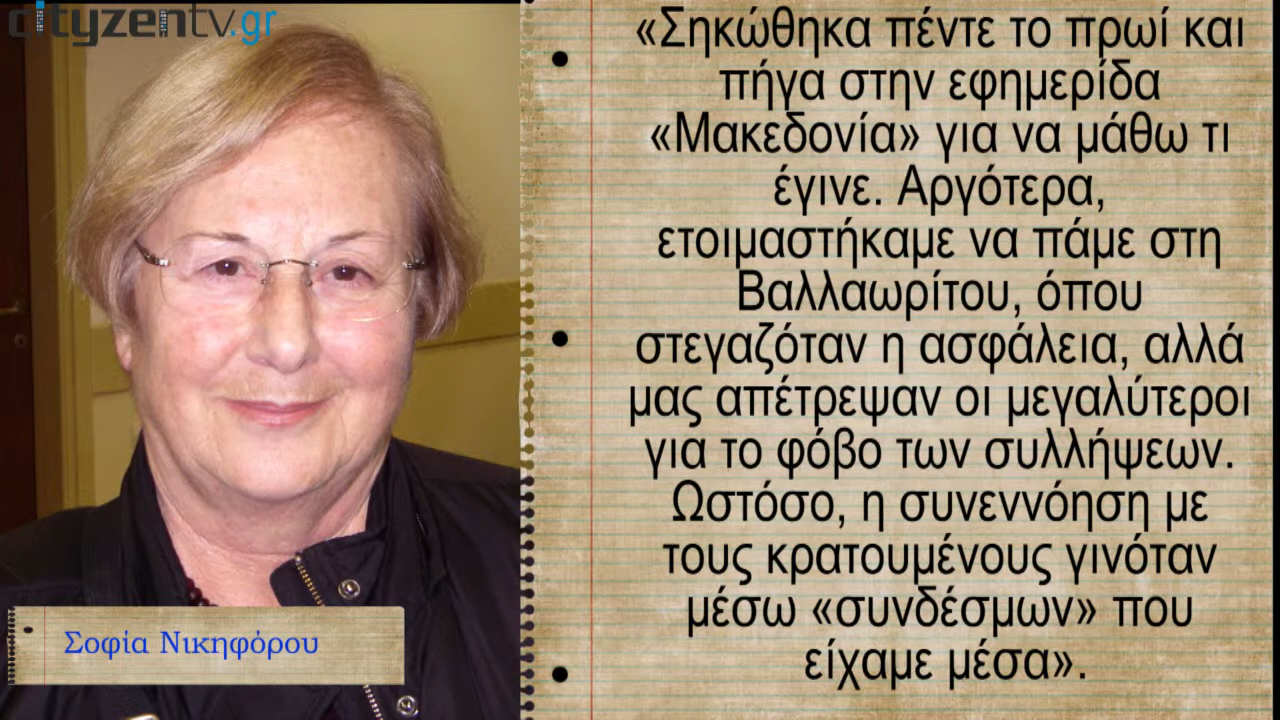 cityzentv.gr
«Σηκώθηκα πέντε το πρωί και
πήγα στην εφημερίδα
«Μακεδονία» για να μάθω τι
έγινε. Αργότερα,
ετοιμαστήκαμε να πάμε στη
Βαλλαωρίτου, όπου
στεγαζόταν η ασφάλεια, αλλά
μας απέτρεψαν οι μεγαλύτεροι
για το φόβο των συλλήψεων.
Ωστόσο, η συνεννόηση με
τους κρατουμένους γινόταν
μέσω «συνδέσμων» που
είχαμε μέσα».
Σοφία Νικηφόρου